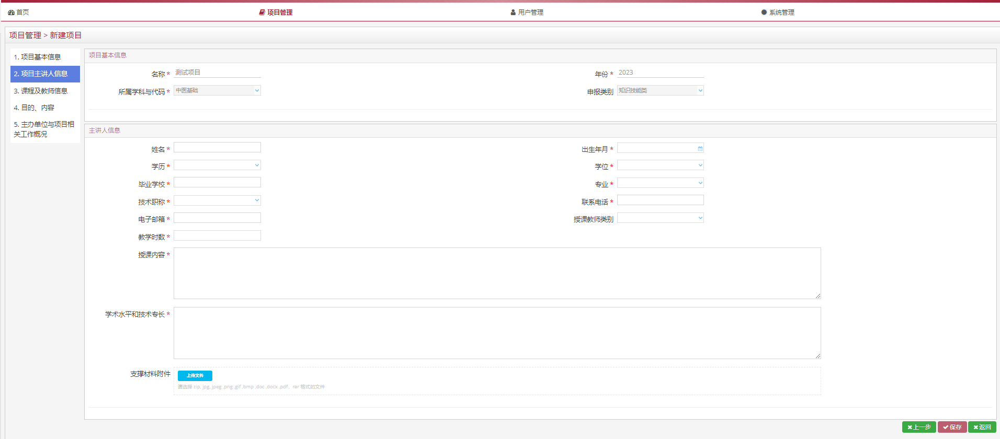 首页 项目管理 用户管理 系统管理
项目管理 > 新建项目
1. 项目基本信息
2. 项目主讲人信息
3. 课程及教师信息
4. 目的、内容
5. 主办单位与项目相
关工作概况
项目基本信息
名称 * 测试项目 年份 * 2023
所属学科与代码 * 中医基础 申报类别 知识技能类
主讲人信息
姓名 * 出生年月 *
学历 * 学位 *
毕业学校 * 专业 *
技术职称 * 联系电话 *
电子邮箱 * 授课教师类别
教学时数 *
授课内容 *
学术水平和技术专长 *
支撑材料附件 上传文件
请选择 zip, jpg, jpeg ,png ,gif ,bmp ,doc ,docx ,pdf, rar 格式的文件
上一步 保存 返回